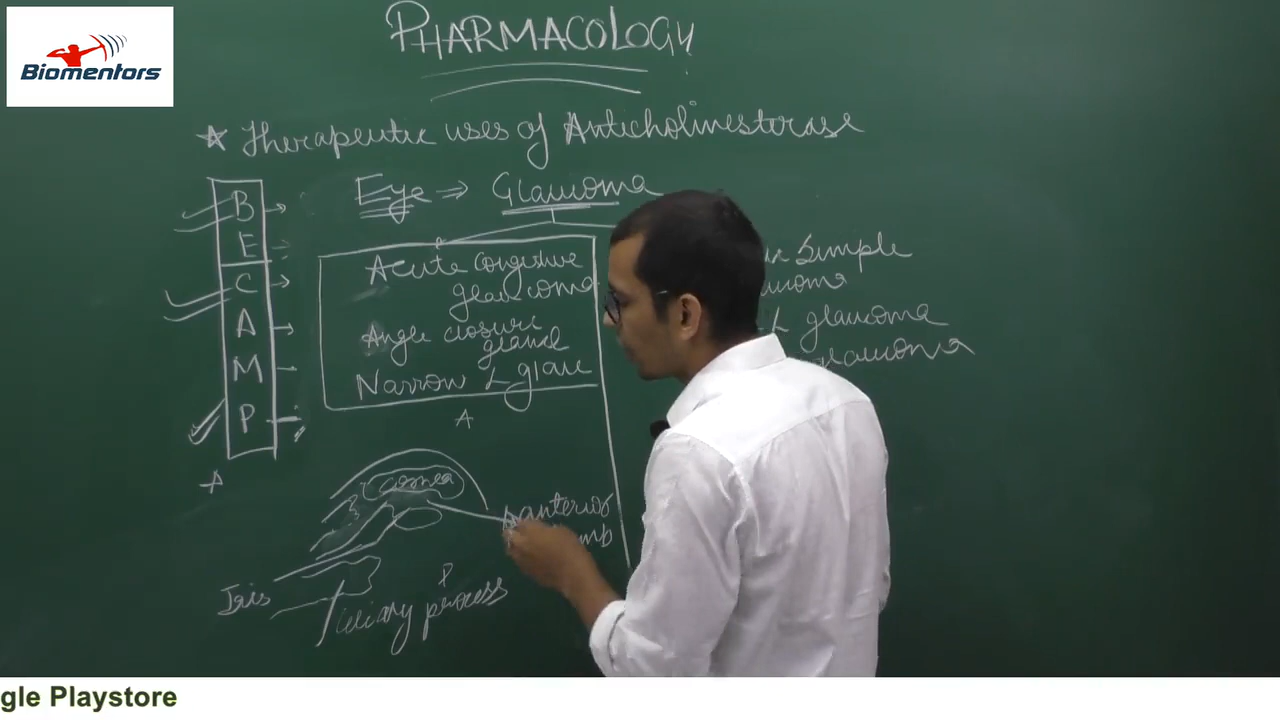 Biomentors
PHARMACOLOGY
★ Therapeutic uses of Anticholinesterase
B
E
C
A
M
P
Eye ⇒ Glaucoma
Acute congestive
glaucoma
Angle closure
Narrow ∠ glauc
A
Simple
∠ glaucoma
glaucoma
cornea
Anterior
Iris
P
Ciliary process
gle Playstore